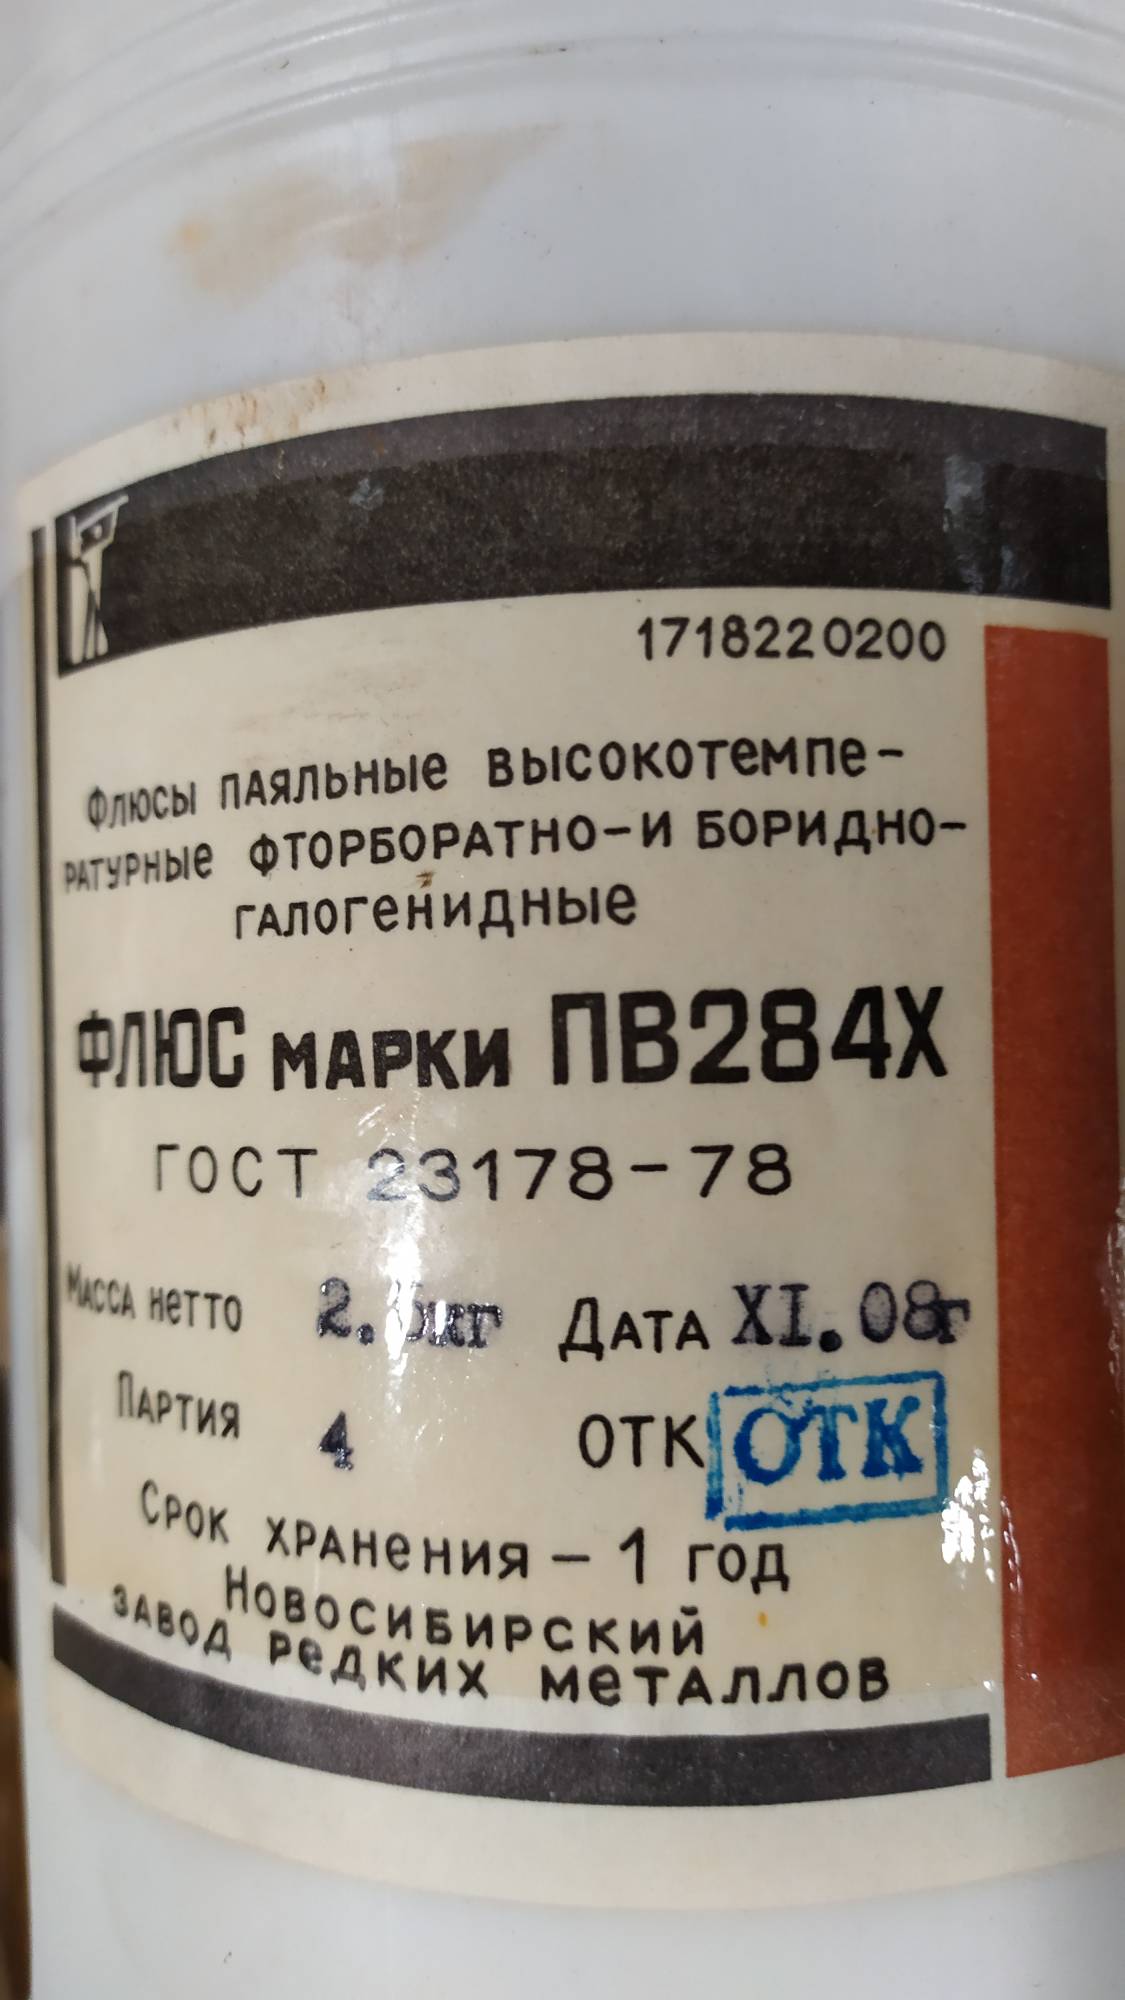 1718220200
Флюсы паяльные высокотемпе-
ратурные фторборатно-и боридно-
галогенидные
ФЛЮС МАРКИ ПВ284Х
ГОСТ 23178-78
Масса нетто Дата XI.08г
Партия 4 ОТК ОТК
Срок хранения – 1 год
Новосибирский
завод редких металлов